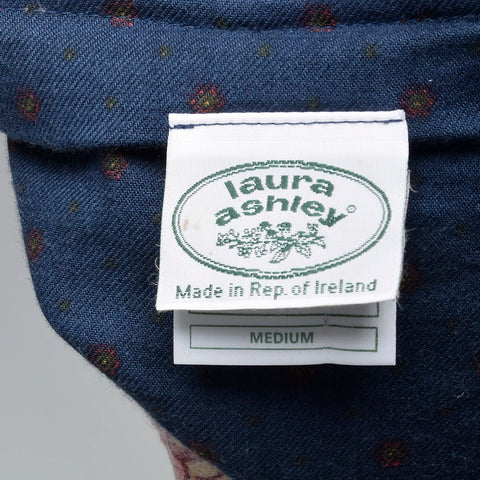 laura
ashley©
Made in Rep. of Ireland
MEDIUM